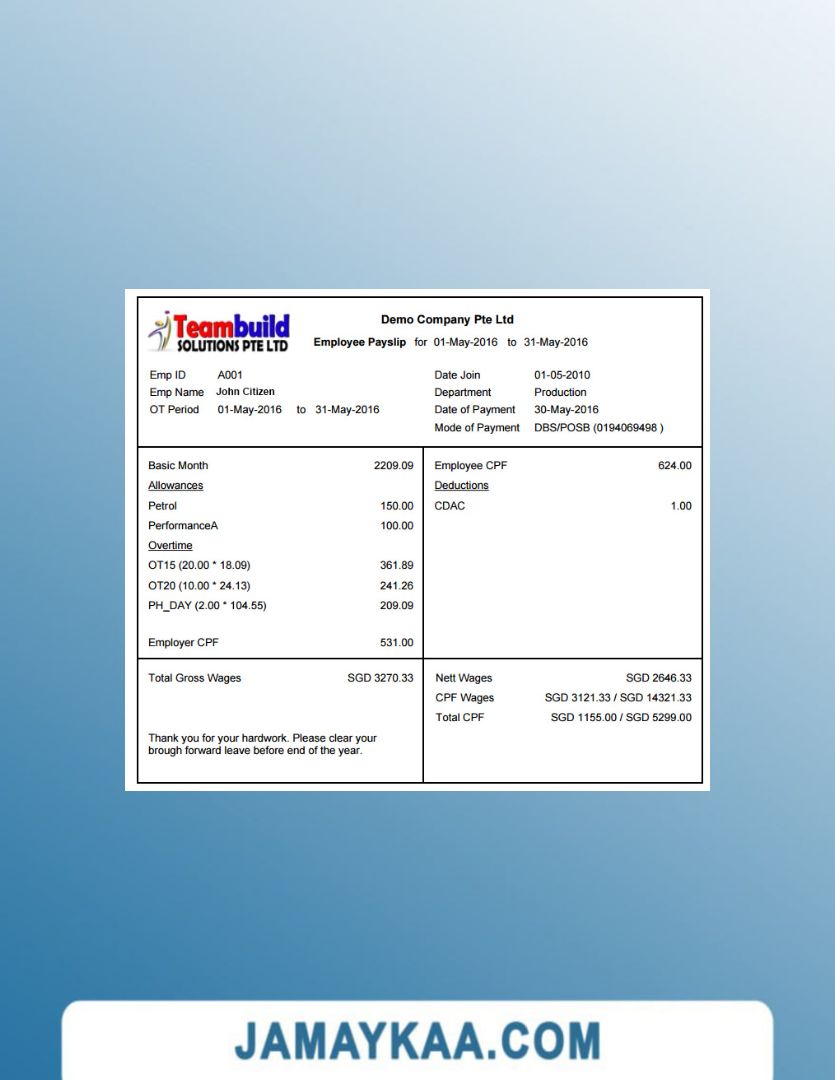 Teambuild
SOLUTIONS PTE LTD
Demo Company Pte Ltd
Employee Payslip for 01-May-2016 to 31-May-2016
Emp ID A001
Emp Name John Citizen
OT Period 01-May-2016 to 31-May-2016
Date Join 01-05-2010
Department Production
Date of Payment 30-May-2016
Mode of Payment DBS/POSB (0194069498 )
Basic Month 2209.09
Allowances
Petrol 150.00
PerformanceA 100.00
Overtime
OT15 (20.00 * 18.09) 361.89
OT20 (10.00 * 24.13) 241.26
PH_DAY (2.00 * 104.55) 209.09
Employer CPF 531.00
Employee CPF 624.00
Deductions
CDAC 1.00
Total Gross Wages SGD 3270.33
Thank you for your hardwork. Please clear your
brough forward leave before end of the year.
Nett Wages SGD 2646.33
CPF Wages SGD 3121.33 / SGD 14321.33
Total CPF SGD 1155.00 / SGD 5299.00
JAMAYKAA.COM